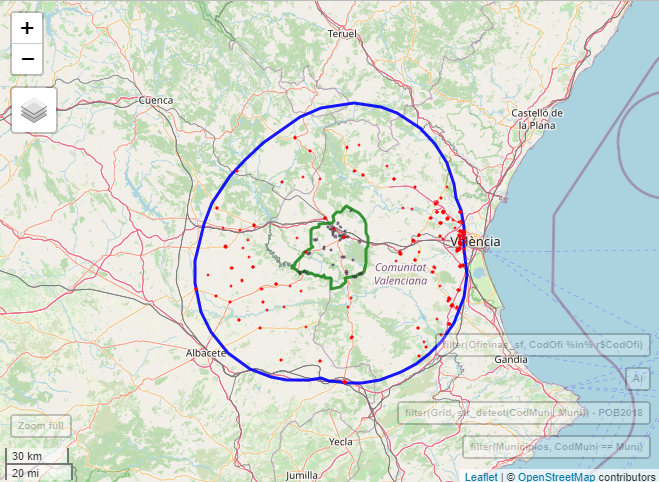 +
−
Teruel
Cuenca
Castelló de
la Plana
València
Comunitat
Valenciana
filter(Oficinas_sf, CodOfi %in% r$CodOfi)
Albacete
Gandia
Ai
filter(Grid, str_detect(CodMuni, Muni)) - POB2018
Zoom full
Yecla
filter(Municipios, CodMuni == Muni)
30 km
20 mi
Jumilla
Leaflet | © OpenStreetMap contributors